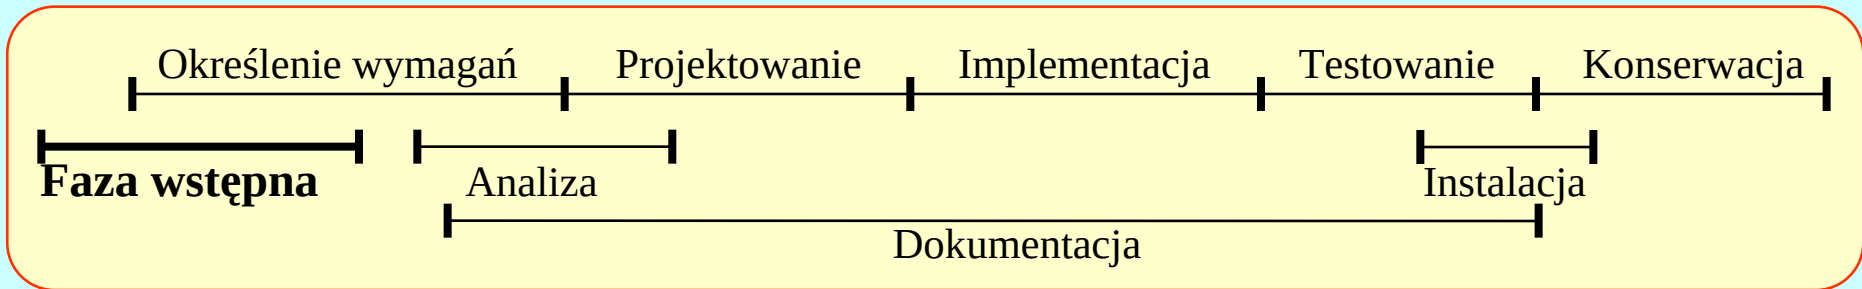 Określenie wymagań Projektowanie Implementacja Testowanie Konserwacja
Faza wstępna Analiza Instalacja
Dokumentacja